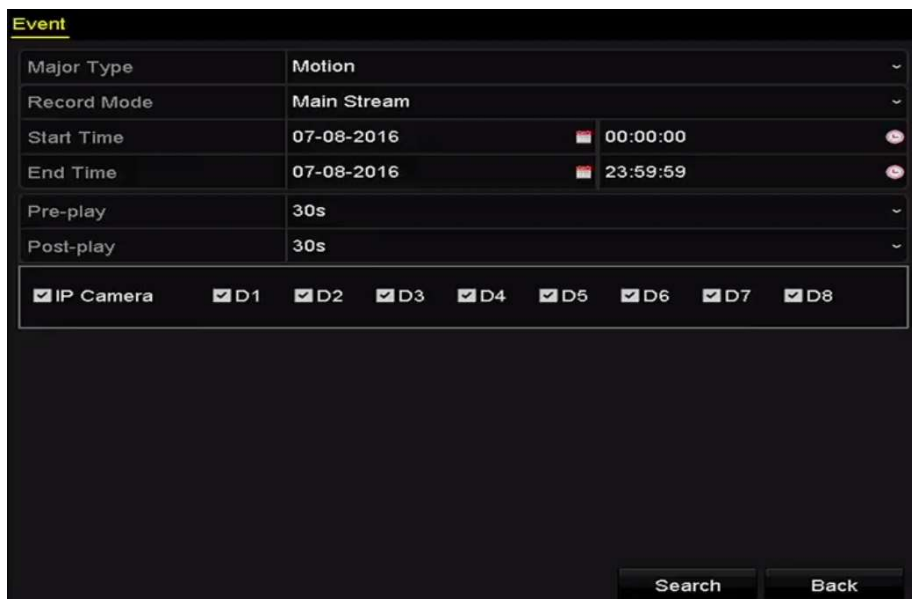 Event
Major Type Motion
Record Mode Main Stream
Start Time 07-08-2016 00:00:00
End Time 07-08-2016 23:59:59
Pre-play 30s
Post-play 30s
IP Camera D1 D2 D3 D4 D5 D6 D7 D8
Search Back